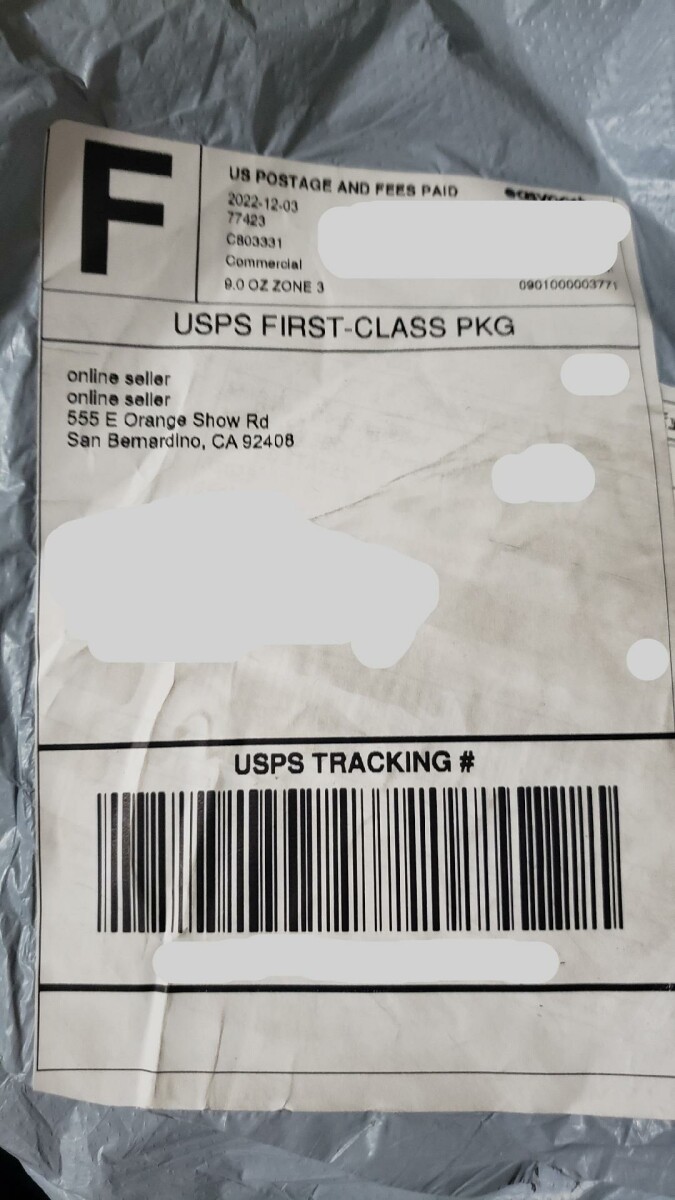 F
US POSTAGE AND FEES PAID
2022-12-03
77423
C803331
Commercial
9.0 OZ ZONE 3
0901000003771
USPS FIRST-CLASS PKG
online seller
online seller
555 E Orange Show Rd
San Bernardino, CA 92408
USPS TRACKING #